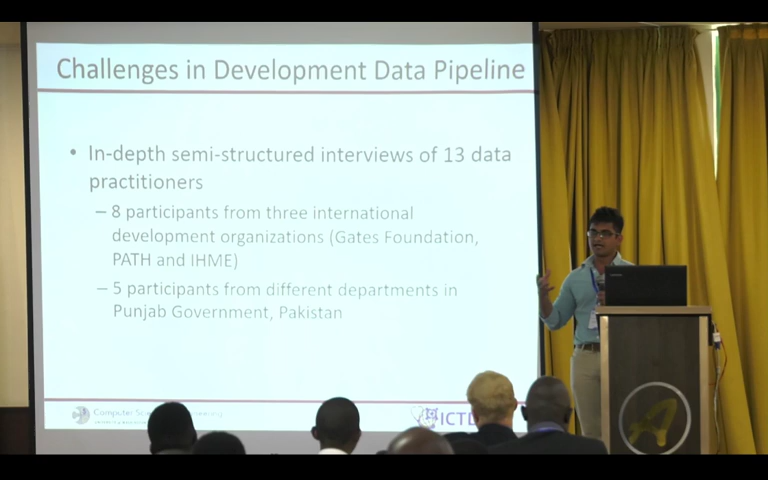 Challenges in Development Data Pipeline
• In-depth semi-structured interviews of 13 data
practitioners
– 8 participants from three international
development organizations (Gates Foundation,
PATH and IHME)
– 5 participants from different departments in
Punjab Government, Pakistan
Computer
ICTD